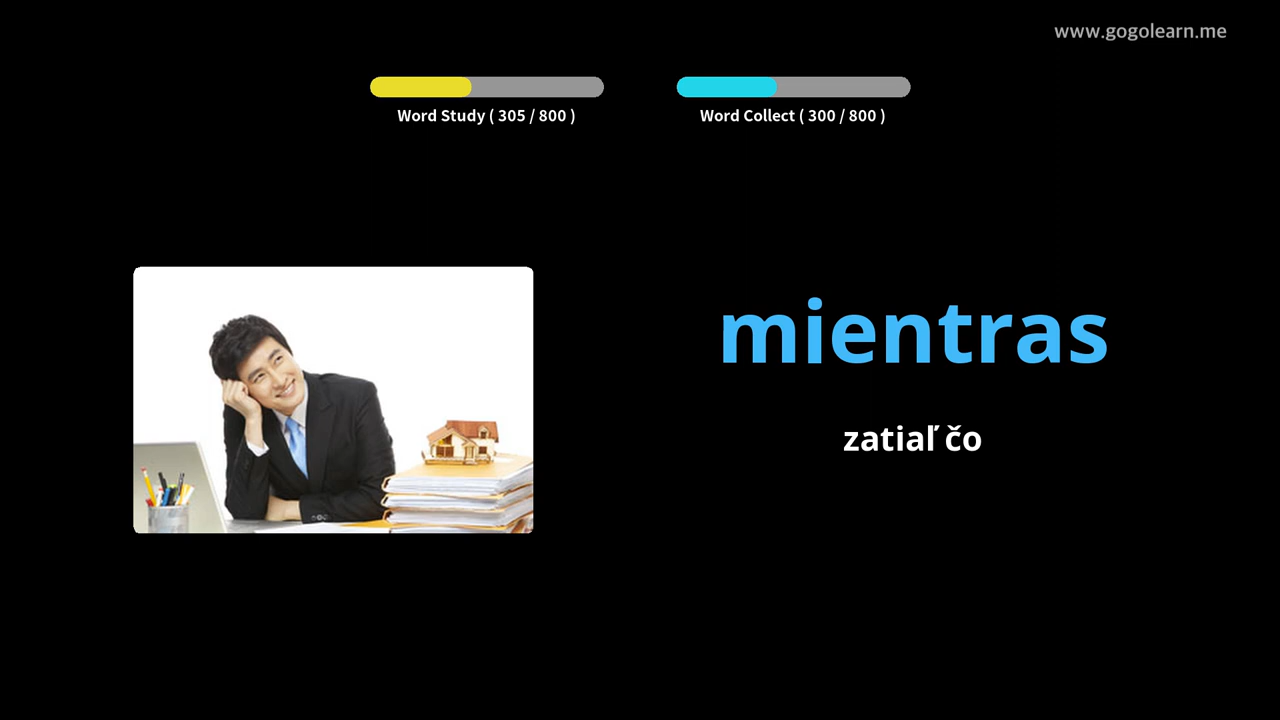 www.gogolearn.me
Word Study ( 305 / 800 )
Word Collect ( 300 / 800 )
mientras
zatiaľ čo